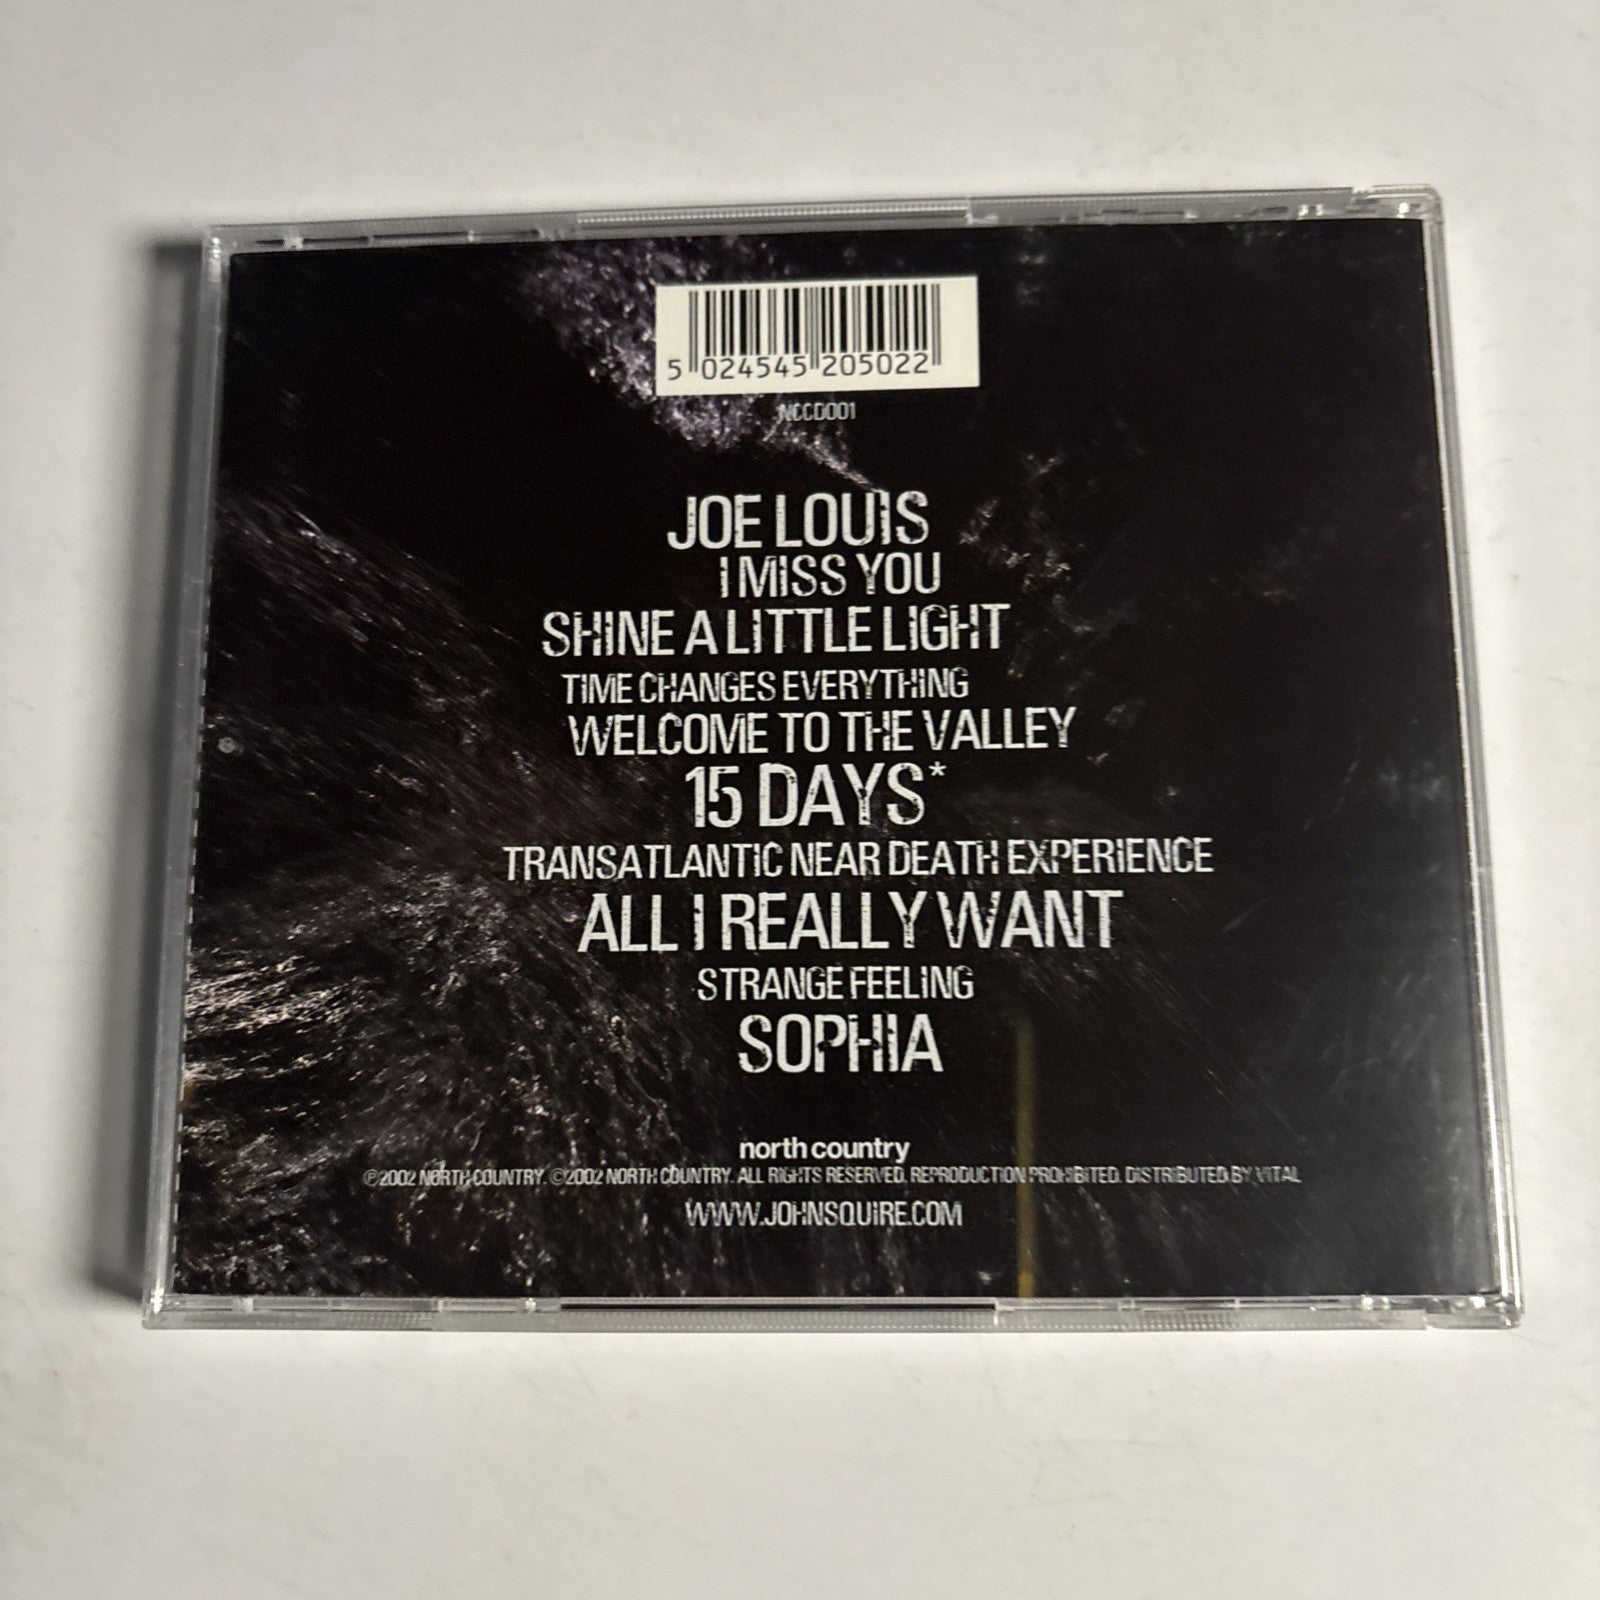 5 024545 205022
NCCD001
JOE LOUIS
I MISS YOU
SHINE A LITTLE LIGHT
TIME CHANGES EVERYTHING
WELCOME TO THE VALLEY
15 DAYS*
TRANSATLANTIC NEAR DEATH EXPERIENCE
ALL I REALLY WANT
STRANGE FEELING
SOPHIA
north country
℗2002 NORTH COUNTRY. ©2002 NORTH COUNTRY. ALL RIGHTS RESERVED. REPRODUCTION PROHIBITED. DISTRIBUTED BY VITAL
WWW.JOHNSQUIRE.COM